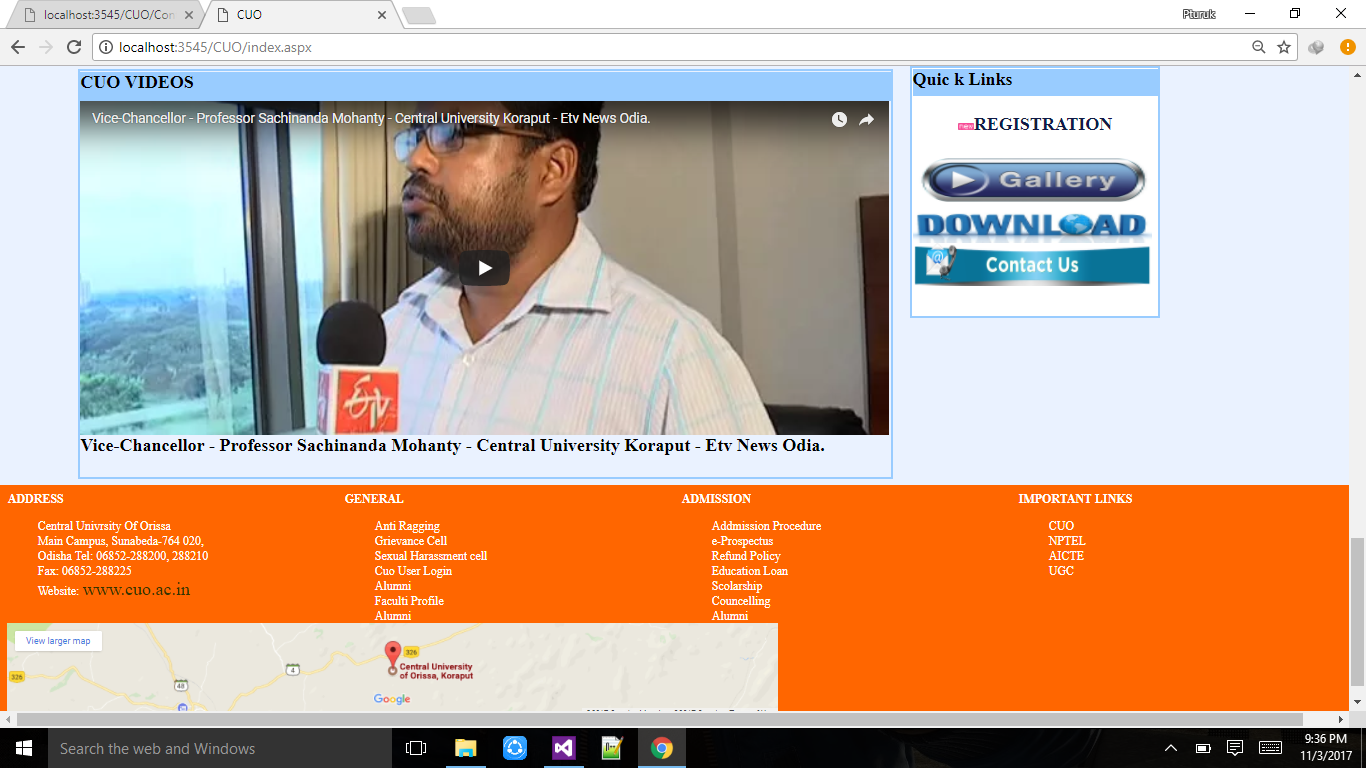 localhost:3545/CUO/Con
CUO
Pturuk
localhost:3545/CUO/index.aspx
CUO VIDEOS
Vice-Chancellor - Professor Sachinanda Mohanty - Central University Koraput - Etv News Odia.
Vice-Chancellor - Professor Sachinanda Mohanty - Central University Koraput - Etv News Odia.
Quic k Links
REGISTRATION
Gallery
DOWNLOAD
Contact Us
ADDRESS
Central Univrsity Of Orissa
Main Campus, Sunabeda-764 020,
Odisha Tel: 06852-288200, 288210
Fax: 06852-288225
Website: www.cuo.ac.in
GENERAL
Anti Ragging
Grievance Cell
Sexual Harassment cell
Cuo User Login
Alumni
Faculti Profile
Alumni
ADMISSION
Addmission Procedure
e-Prospectus
Refund Policy
Education Loan
Scolarship
Councelling
Alumni
IMPORTANT LINKS
CUO
NPTEL
AICTE
UGC
View larger map
326
326
4
48
Central University
of Orissa, Koraput
Google
Search the web and Windows
9:36 PM
11/3/2017